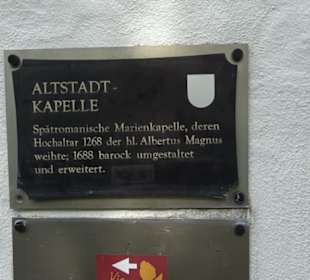 ALTSTADT-
KAPELLE
Spätromanische Marienkapelle, deren
Hochaltar 1268 der hl. Albertus Magnus
weihte; 1688 barock umgestaltet
und erweitert.